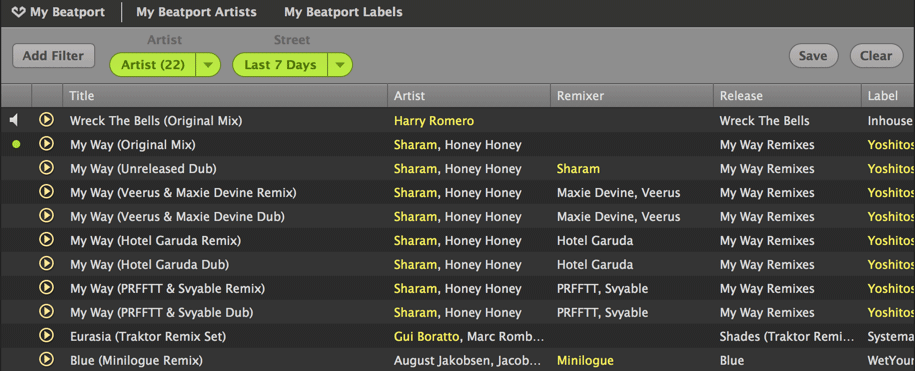 My Beatport My Beatport Artists My Beatport Labels
Artist Street
Add Filter Artist (22) Last 7 Days Save Clear
Title Artist Remixer Release Label
Wreck The Bells (Original Mix) Harry Romero Wreck The Bells Inhouse
My Way (Original Mix) Sharam, Honey Honey My Way Remixes Yoshitos
My Way (Unreleased Dub) Sharam, Honey Honey Sharam My Way Remixes Yoshitos
My Way (Veerus & Maxie Devine Remix) Sharam, Honey Honey Maxie Devine, Veerus My Way Remixes Yoshitos
My Way (Veerus & Maxie Devine Dub) Sharam, Honey Honey Maxie Devine, Veerus My Way Remixes Yoshitos
My Way (Hotel Garuda Remix) Sharam, Honey Honey Hotel Garuda My Way Remixes Yoshitos
My Way (Hotel Garuda Dub) Sharam, Honey Honey Hotel Garuda My Way Remixes Yoshitos
My Way (PRFFTT & Svyable Remix) Sharam, Honey Honey PRFFTT, Svyable My Way Remixes Yoshitos
My Way (PRFFTT & Svyable Dub) Sharam, Honey Honey PRFFTT, Svyable My Way Remixes Yoshitos
Eurasia (Traktor Remix Set) Gui Boratto, Marc Romb... Shades (Traktor Remi... Systema
Blue (Minilogue Remix) August Jakobsen, Jacob... Minilogue Blue WetYour